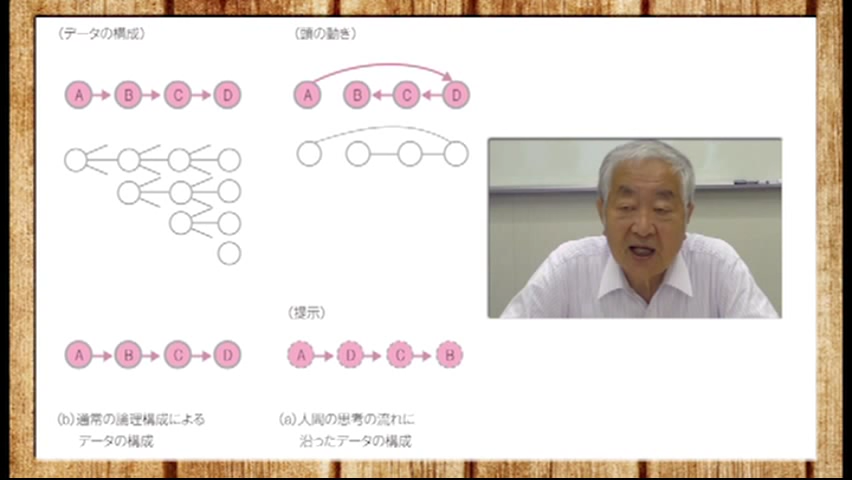 (データの構成)
(頭の動き)
A B C D
A B C D
(提示)
A B C D
A D C B
(b)通常の論理構成による
データの構成
(a)人間の思考の流れに
沿ったデータの構成